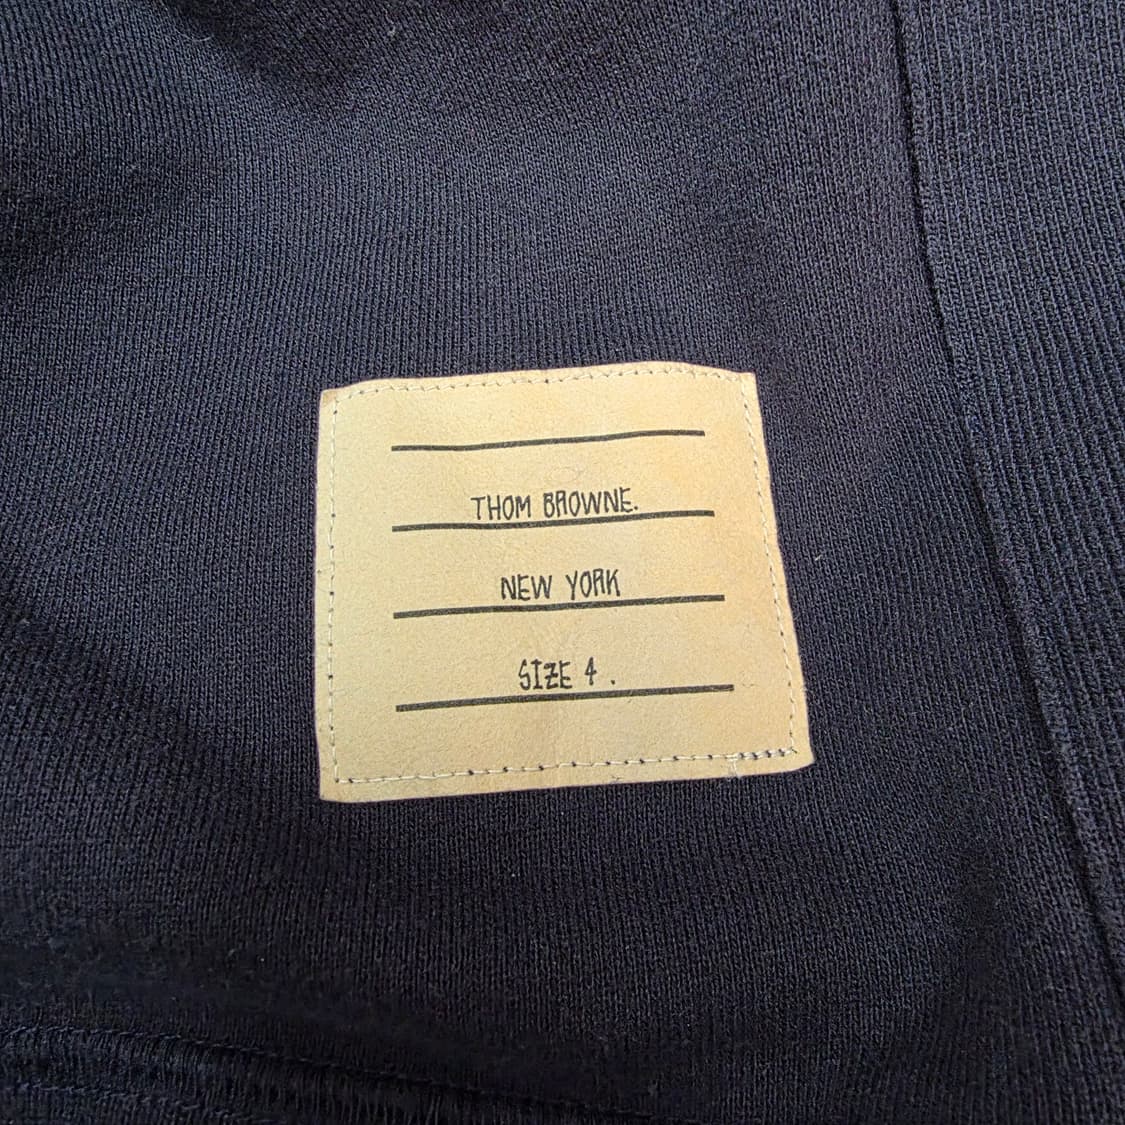 THOM BROWNE.
NEW YORK
SIZE 4 .